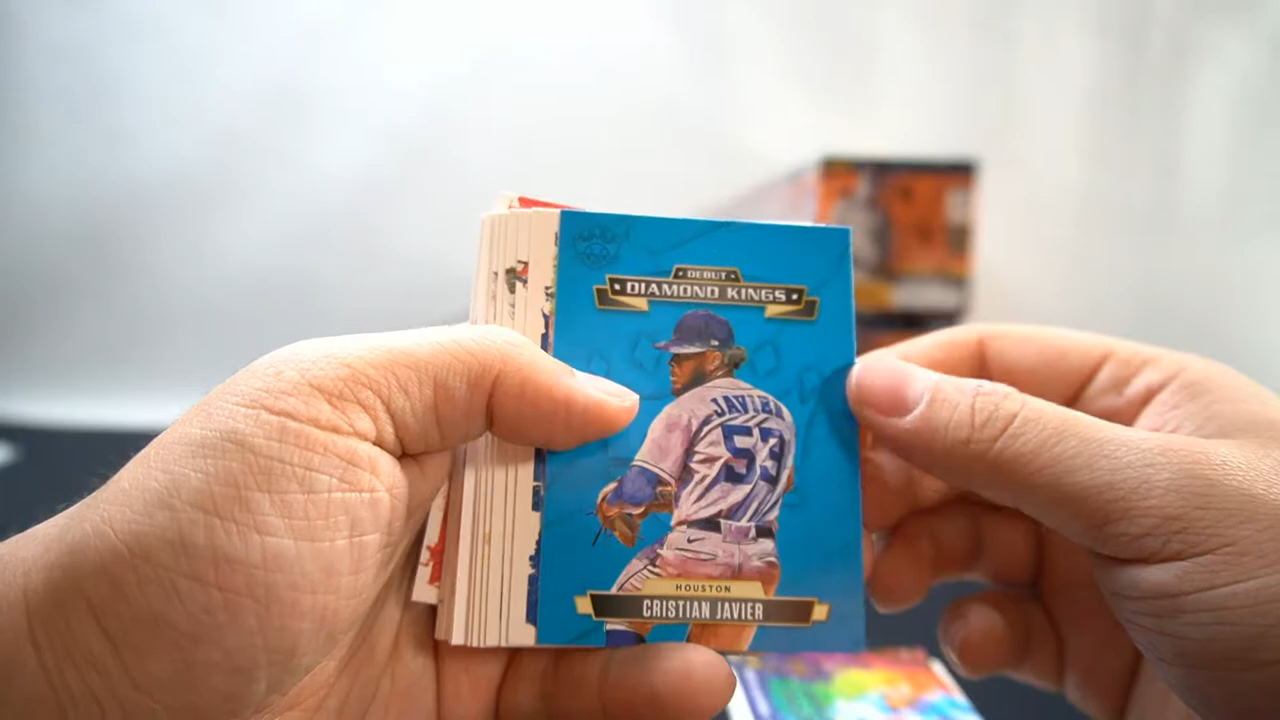 DEBUT
DIAMOND KINGS
JAVIER
53
HOUSTON
CRISTIAN JAVIER